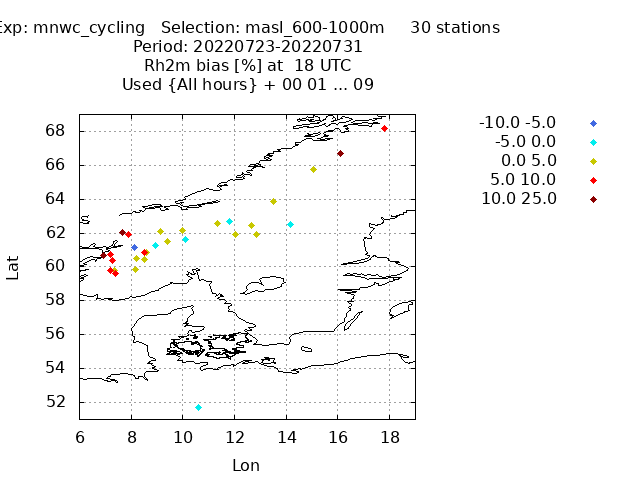 Exp: mnwc_cycling Selection: masl_600-1000m 30 stations
Period: 20220723-20220731
Rh2m bias [%] at 18 UTC
Used {All hours} + 00 01 ... 09
-10.0 -5.0
-5.0 0.0
0.0 5.0
5.0 10.0
10.0 25.0
68
66
64
62
60
58
56
54
52
Lat
6 8 10 12 14 16 18
Lon